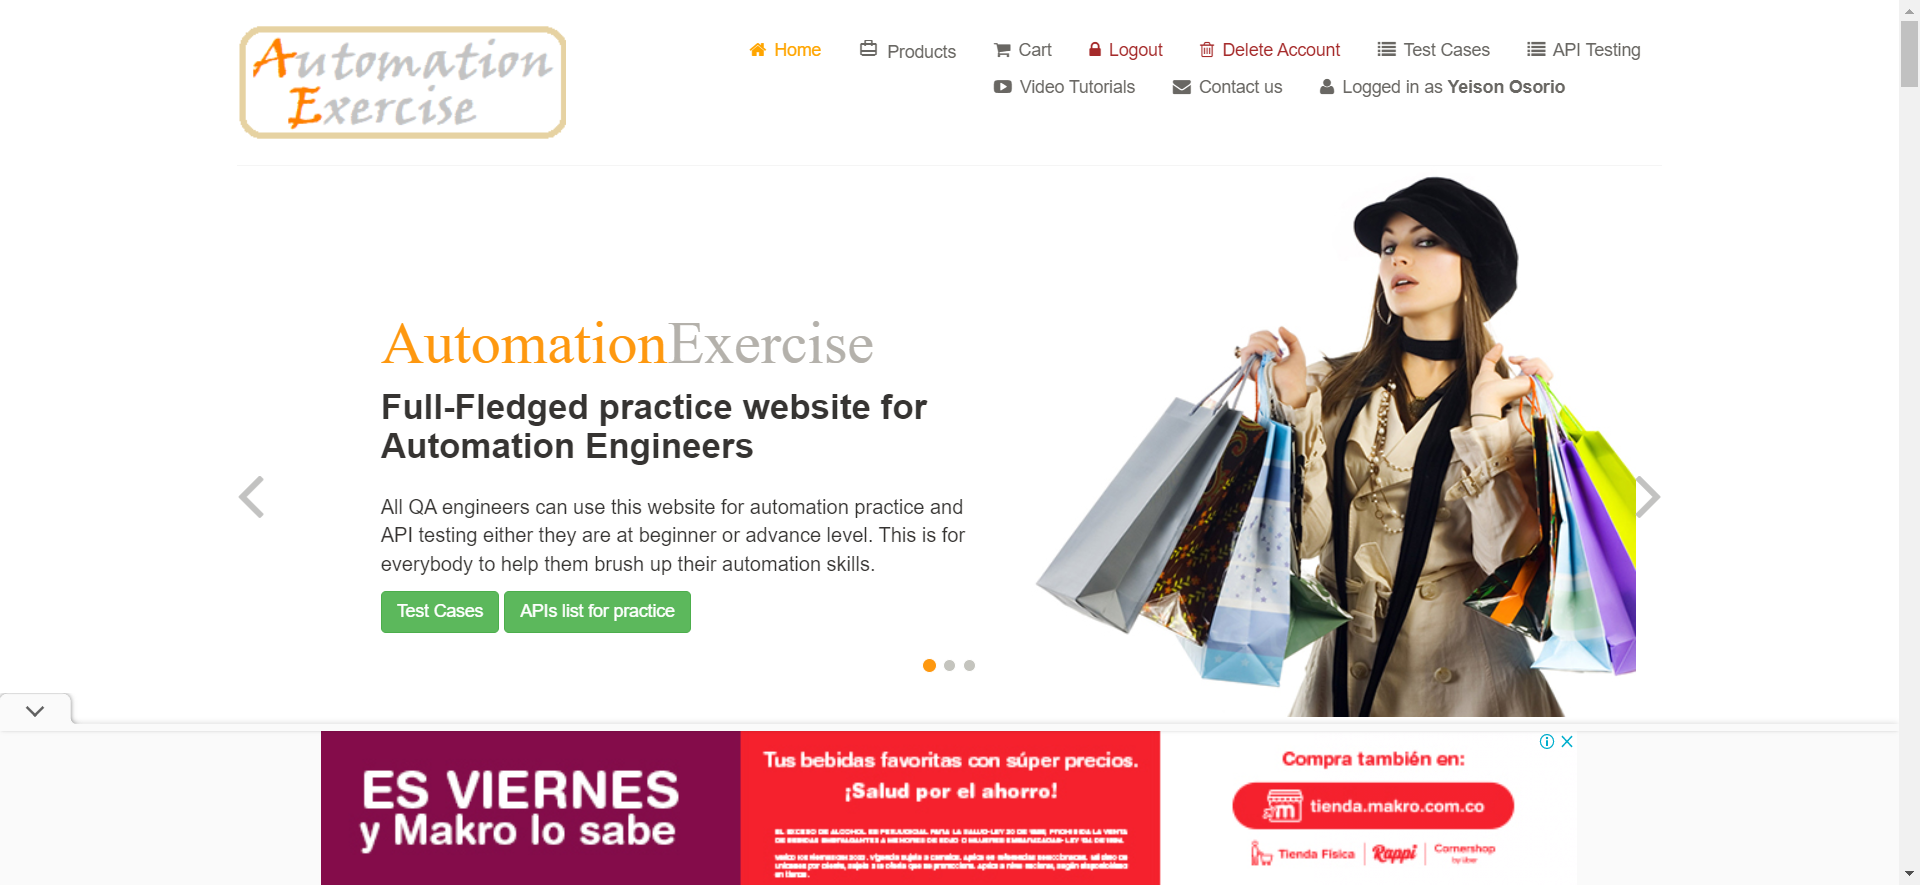 Automation
Exercise
Home
Products
Cart
Logout
Delete Account
Test Cases
API Testing
Video Tutorials
Contact us
Logged in as Yeison Osorio
AutomationExercise
Full-Fledged practice website for
Automation Engineers
All QA engineers can use this website for automation practice and
API testing either they are at beginner or advance level. This is for
everybody to help them brush up their automation skills.
Test Cases
APIs list for practice
ES VIERNES
y Makro lo sabe
Tus bebidas favoritas con súper precios.
¡Salud por el ahorro!
Compra también en:
m tienda.makro.com.co
Tienda Física
Rappi
Cornershop
by Uber